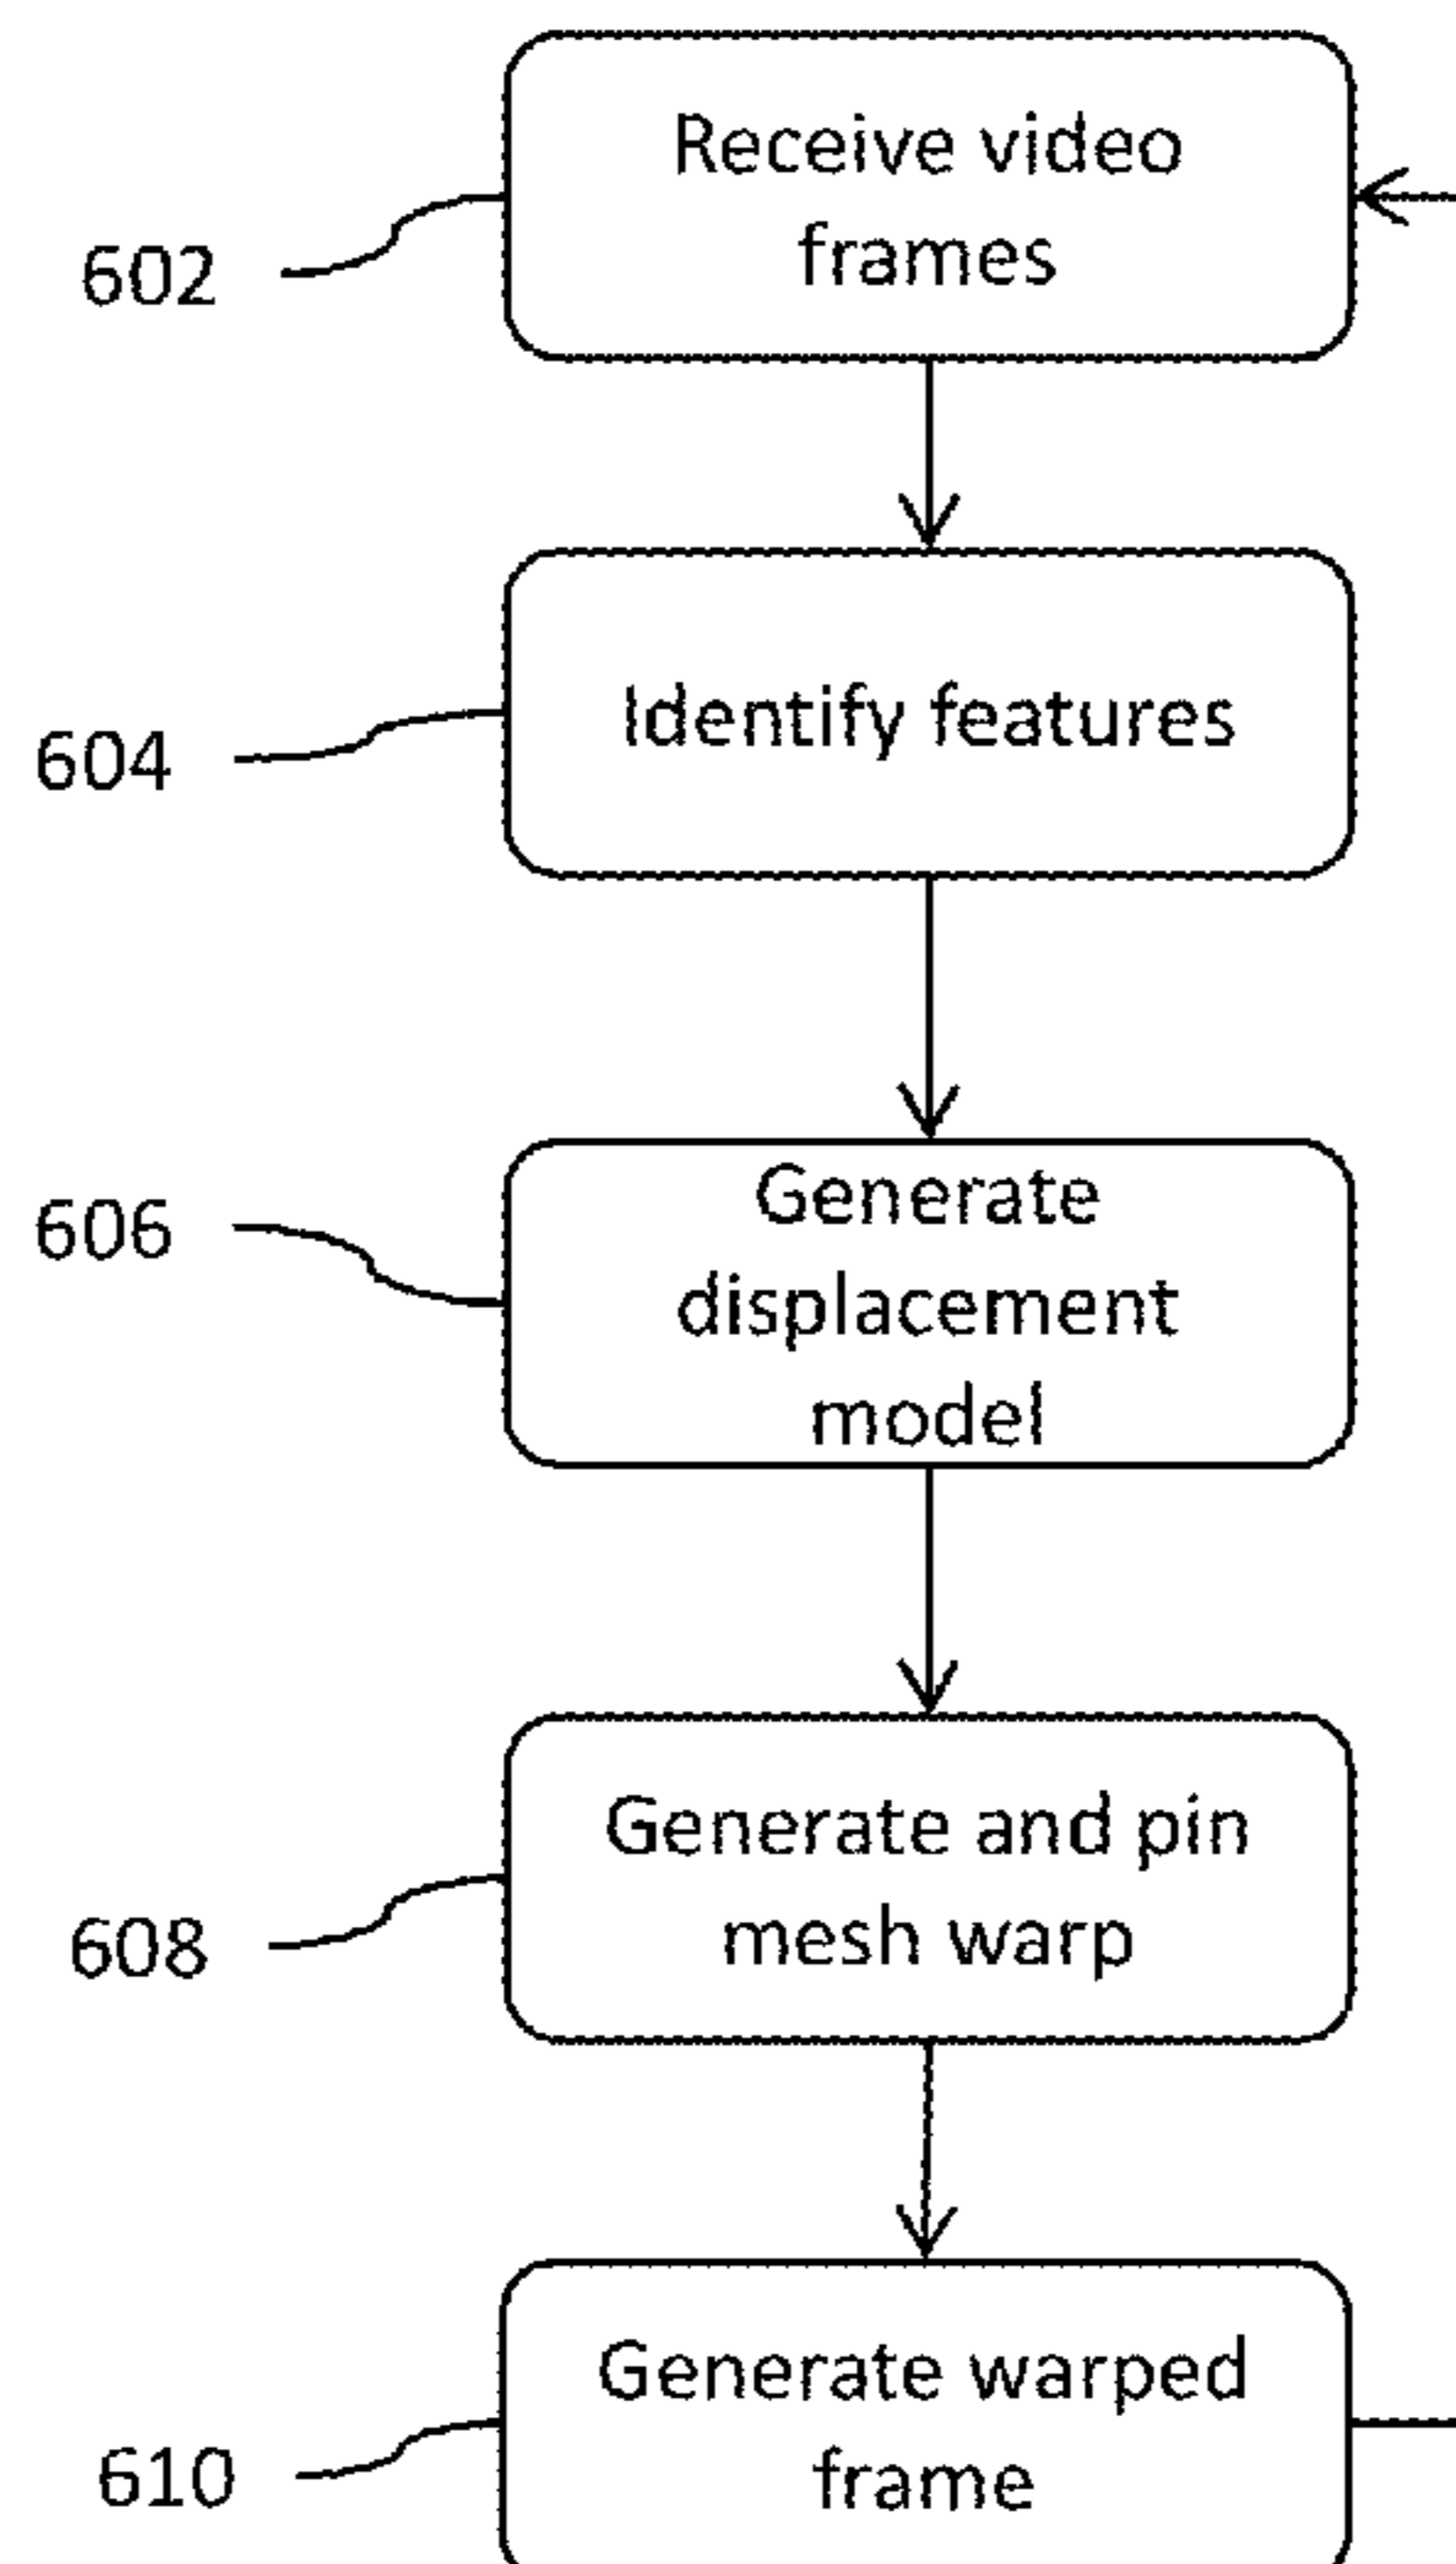 Receive video
frames
602
Identify features
604
Generate
displacement
model
606
Generate and pin
mesh warp
608
Generate warped
frame
610